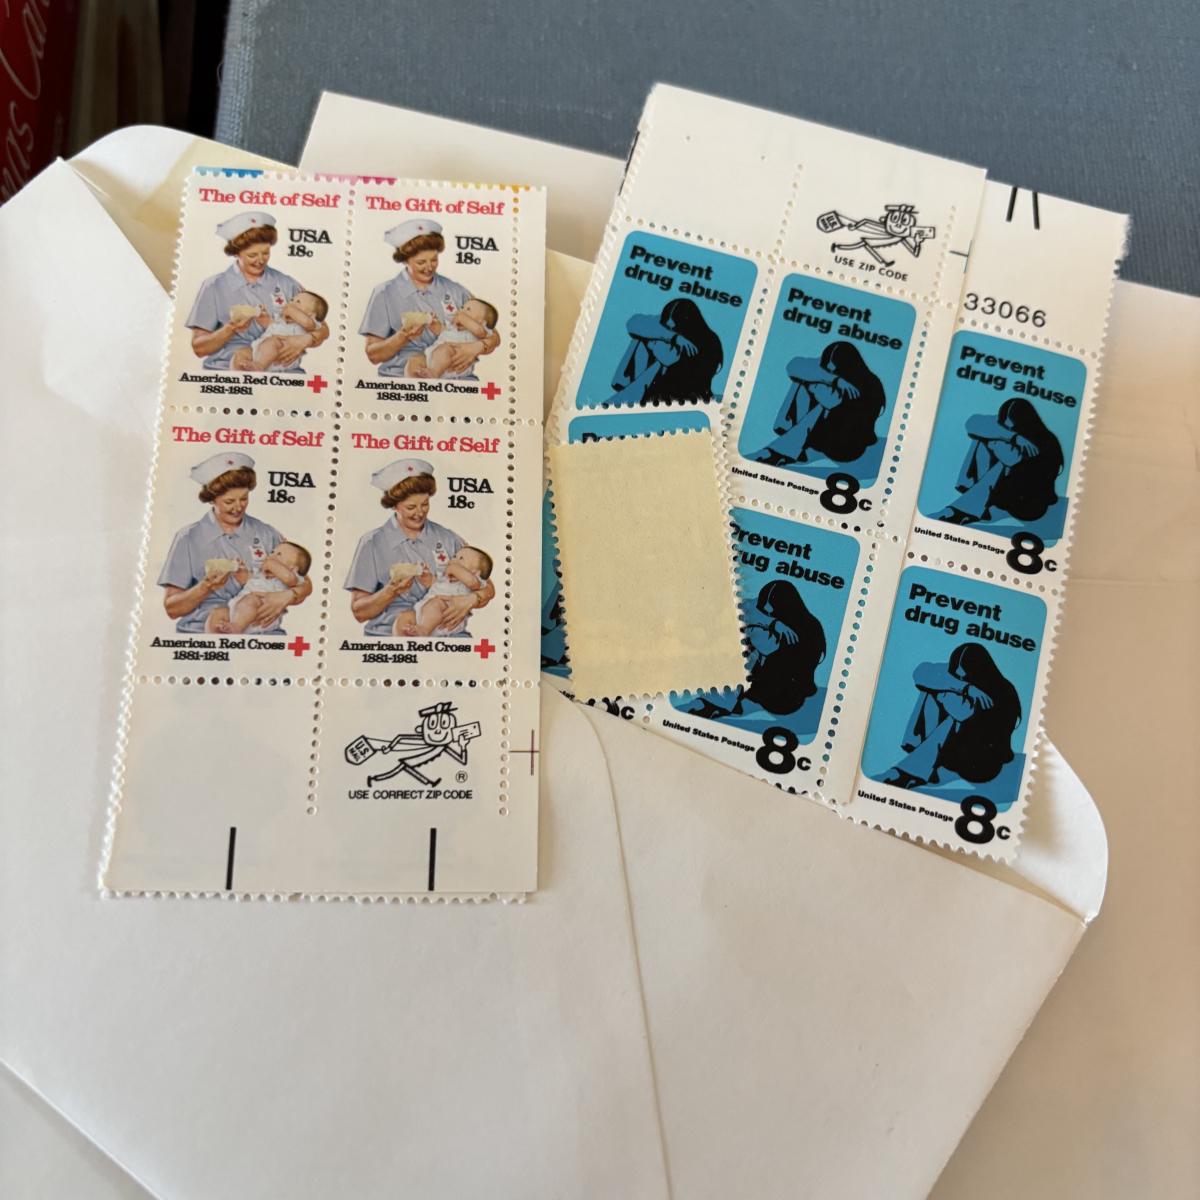 The Gift of Self
USA
18c
American Red Cross
1881-1981
The Gift of Self
USA
18c
American Red Cross
1881-1981
The Gift of Self
USA
18c
American Red Cross
1881-1981
The Gift of Self
USA
18c
American Red Cross
1881-1981
U.S.
MAIL
®
USE CORRECT ZIP CODE
USE ZIP CODE
33066
Prevent
drug abuse
Prevent
drug abuse
United States Postage 8c
Prevent
drug abuse
United States Postage 8c
Prevent
drug abuse
United States Postage 8c
Prevent
drug abuse
United States Postage 8c